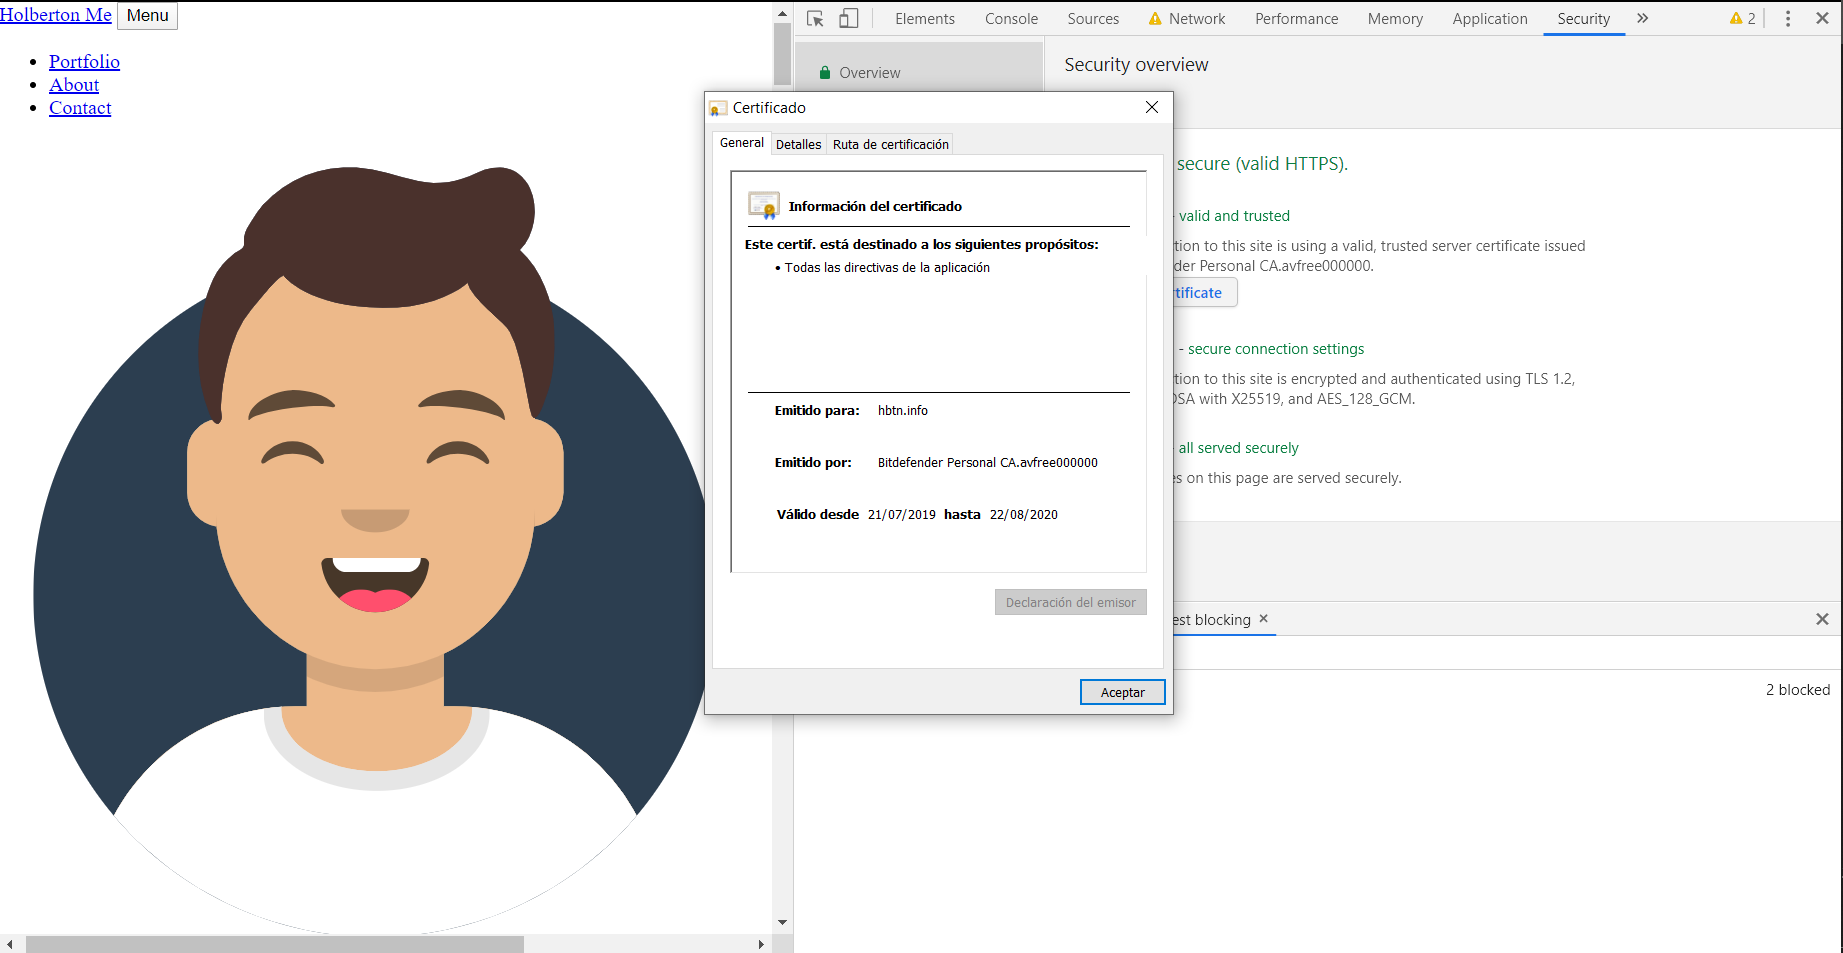 Holberton Me Menu
Portfolio
About
Contact
Elements Console Sources Network Performance Memory Application Security 2
Overview
Security overview
Certificado
General Detalles Ruta de certificación
Información del certificado
Este certif. está destinado a los siguientes propósitos:
• Todas las directivas de la aplicación
Emitido para: hbtn.info
Emitido por: Bitdefender Personal CA.avfree000000
Válido desde 21/07/2019 hasta 22/08/2020
Declaración del emisor
Aceptar
secure (valid HTTPS).
- valid and trusted
tion to this site is using a valid, trusted server certificate issued
der Personal CA.avfree000000.
tificate
- secure connection settings
tion to this site is encrypted and authenticated using TLS 1.2,
DSA with X25519, and AES_128_GCM.
- all served securely
es on this page are served securely.
est blocking
2 blocked